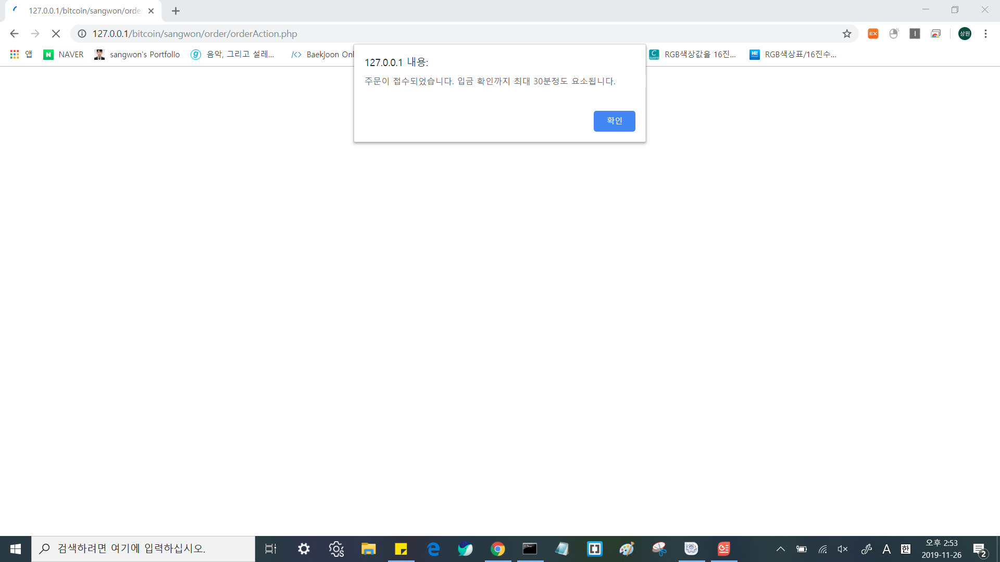 127.0.0.1/bitcoin/sangwon/orde
127.0.0.1/bitcoin/sangwon/order/orderAction.php
EX
I
상원
앱
NAVER
sangwon's Portfolio
음악, 그리고 설레...
Baekjoon Onl
RGB색상값을 16진...
RGB색상표/16진수...
127.0.0.1 내용:
주문이 접수되었습니다. 입금 확인까지 최대 30분정도 요소됩니다.
확인
검색하려면 여기에 입력하십시오.
A
한
오후 2:53
2019-11-26
2